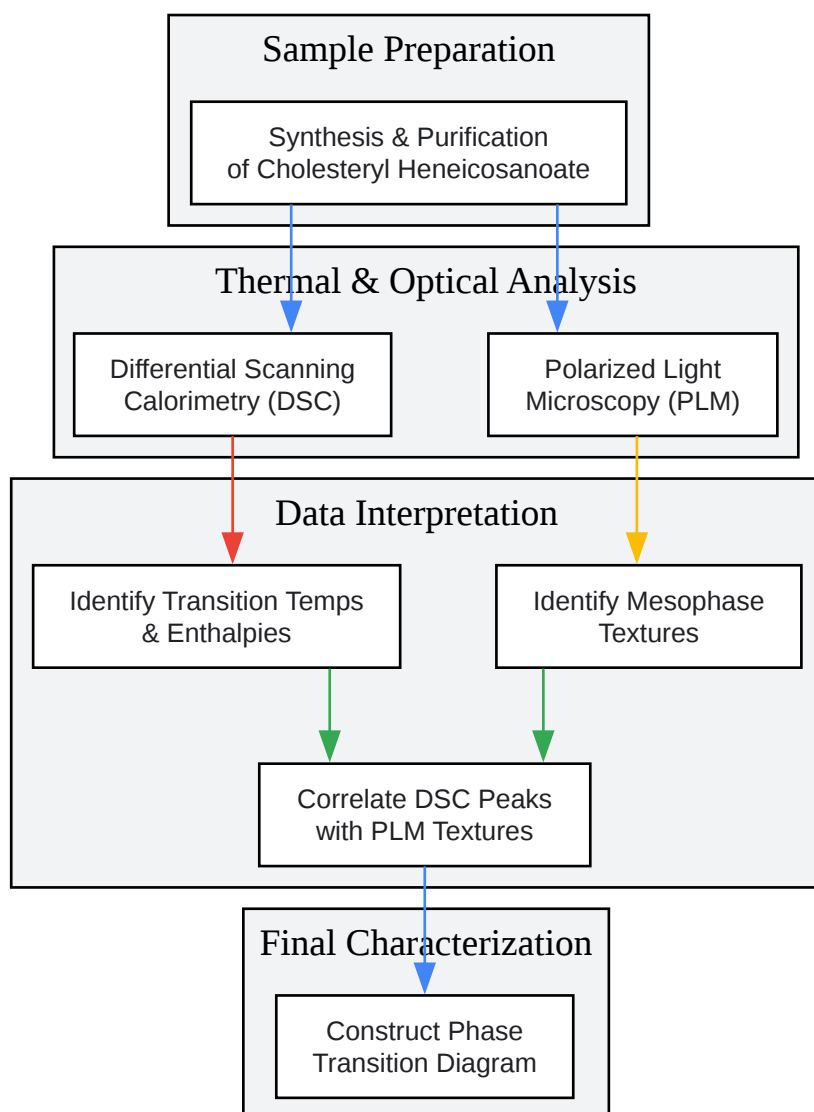 Sample Preparation
Synthesis & Purification
of Cholesteryl Heneicosanoate
Thermal & Optical Analysis
Differential Scanning
Calorimetry (DSC)
Polarized Light
Microscopy (PLM)
Data Interpretation
Identify Transition Temps
& Enthalpies
Identify Mesophase
Textures
Correlate DSC Peaks
with PLM Textures
Final Characterization
Construct Phase
Transition Diagram